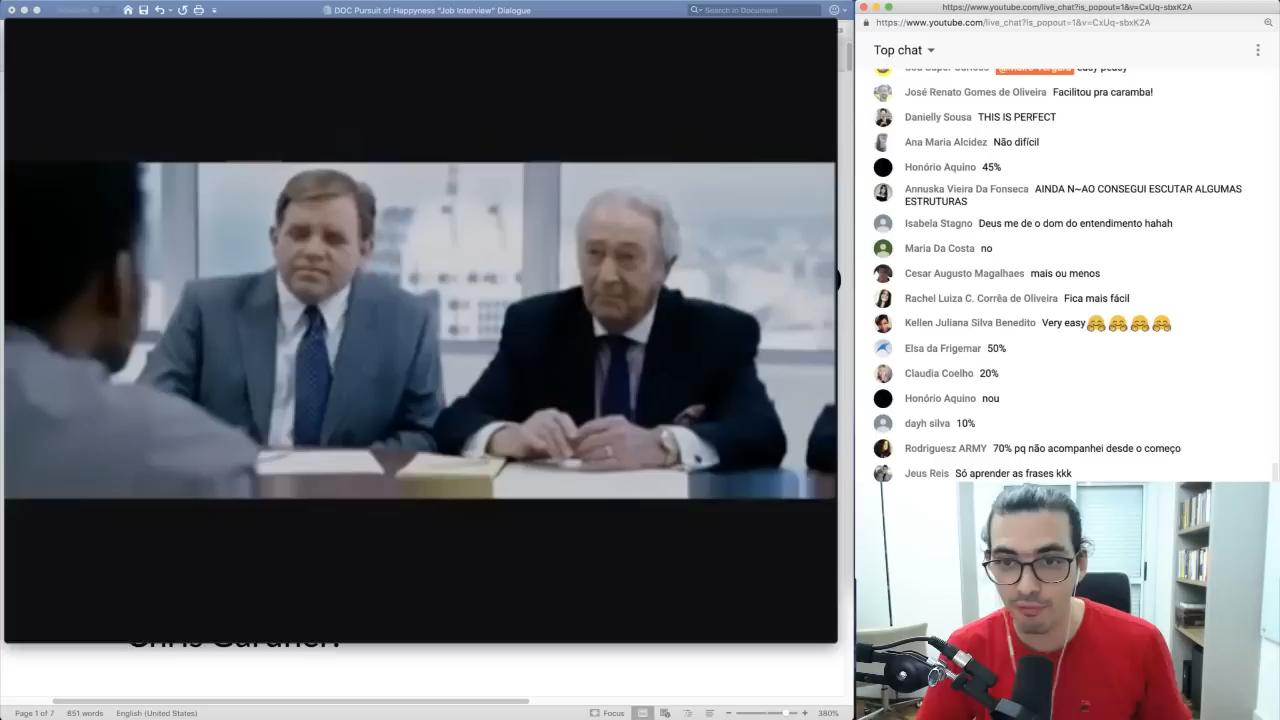 DOC Pursuit of Happyness “Job Interview” Dialogue
Search in Document
https://www.youtube.com/live_chat?is_popout=1&v=CxUq-sbxK2A
https://www.youtube.com/live_chat?is_popout=1&v=CxUq-sbxK2A
Top chat
José Renato Gomes de Oliveira Facilitou pra caramba!
Danielly Sousa THIS IS PERFECT
Ana Maria Alcidez Não difícil
Honório Aquino 45%
Annuska Vieira Da Fonseca AINDA N~AO CONSEGUI ESCUTAR ALGUMAS
ESTRUTURAS
Isabela Stagno Deus me de o dom do entendimento hahah
Maria Da Costa no
Cesar Augusto Magalhaes mais ou menos
Rachel Luiza C. Corrêa de Oliveira Fica mais fácil
Kellen Juliana Silva Benedito Very easy
Elsa da Frigemar 50%
Claudia Coelho 20%
Honório Aquino nou
dayh silva 10%
Rodriguesz ARMY 70% pq não acompanhei desde o começo
Jeus Reis Só aprender as frases kkk
Chris Gardner.
Page 1 of 7 851 words English (United States) Focus 380%